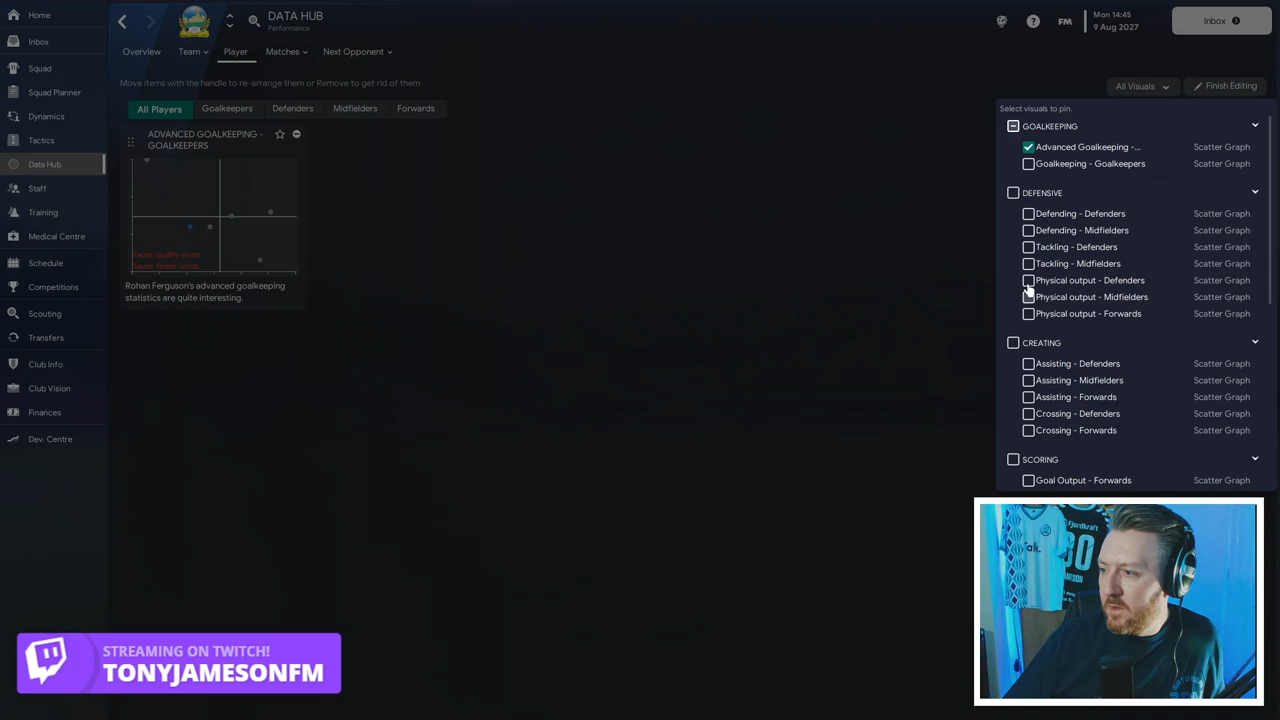 Home
Inbox
Squad
Squad Planner
Dynamics
Tactics
Data Hub
Staff
Training
Medical Centre
Schedule
Competitions
Scouting
Transfers
Club Info
Club Vision
Finances
Dev. Centre
DATA HUB
Performance
FM
Mon 14:45
9 Aug 2027
Inbox
Overview
Team
Player
Matches
Next Opponent
Move items with the handle to re-arrange them or Remove to get rid of them
All Visuals
Finish Editing
All Players
Goalkeepers
Defenders
Midfielders
Forwards
ADVANCED GOALKEEPING -
GOALKEEPERS
Faces quality shots
Saves fewer shots
Rohan Ferguson's advanced goalkeeping
statistics are quite interesting.
Select visuals to pin.
GOALKEEPING
Advanced Goalkeeping -... Scatter Graph
Goalkeeping - Goalkeepers Scatter Graph
DEFENSIVE
Defending - Defenders Scatter Graph
Defending - Midfielders Scatter Graph
Tackling - Defenders Scatter Graph
Tackling - Midfielders Scatter Graph
Physical output - Defenders Scatter Graph
Physical output - Midfielders Scatter Graph
Physical output - Forwards Scatter Graph
CREATING
Assisting - Defenders Scatter Graph
Assisting - Midfielders Scatter Graph
Assisting - Forwards Scatter Graph
Crossing - Defenders Scatter Graph
Crossing - Forwards Scatter Graph
SCORING
Goal Output - Forwards Scatter Graph
Fjordkraft
STREAMING ON TWITCH!
TONYJAMESONFM